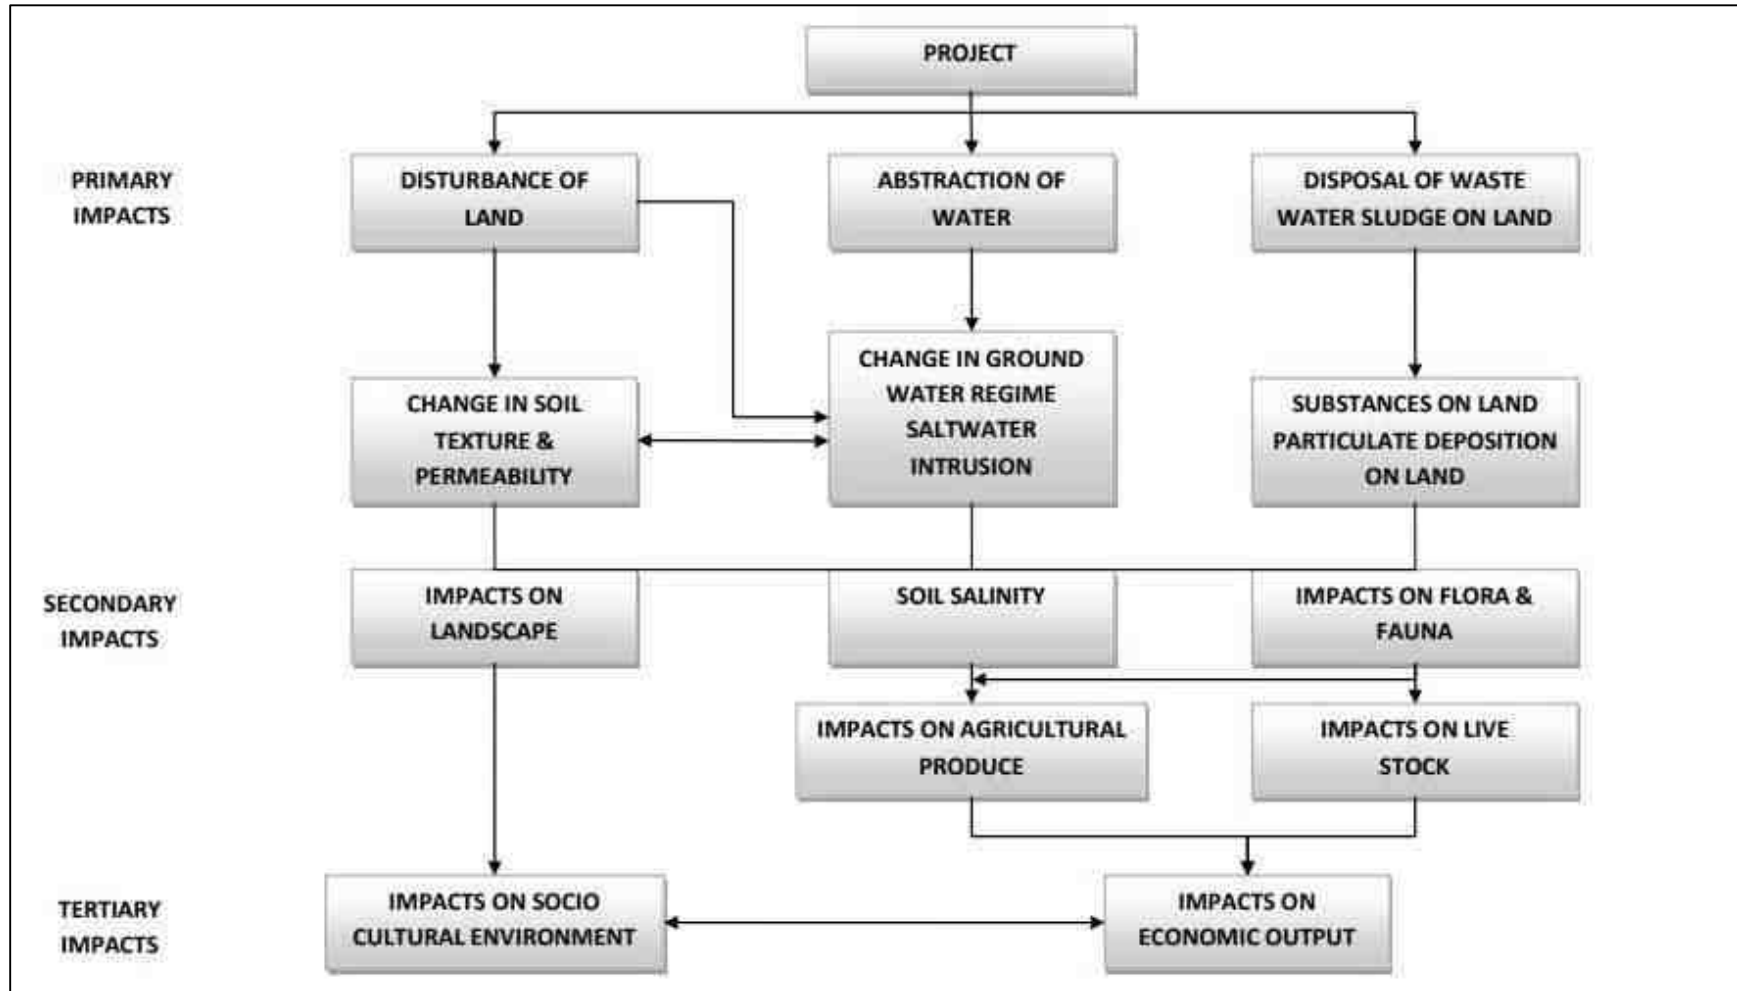 PROJECT
PRIMARY
IMPACTS
DISTURBANCE OF
LAND
ABSTRACTION OF
WATER
DISPOSAL OF WASTE
WATER SLUDGE ON LAND
CHANGE IN SOIL
TEXTURE &
PERMEABILITY
CHANGE IN GROUND
WATER REGIME
SALTWATER
INTRUSION
SUBSTANCES ON LAND
PARTICULATE DEPOSITION
ON LAND
SECONDARY
IMPACTS
IMPACTS ON
LANDSCAPE
SOIL SALINITY
IMPACTS ON FLORA &
FAUNA
IMPACTS ON AGRICULTURAL
PRODUCE
IMPACTS ON LIVE
STOCK
TERTIARY
IMPACTS
IMPACTS ON SOCIO
CULTURAL ENVIRONMENT
IMPACTS ON
ECONOMIC OUTPUT